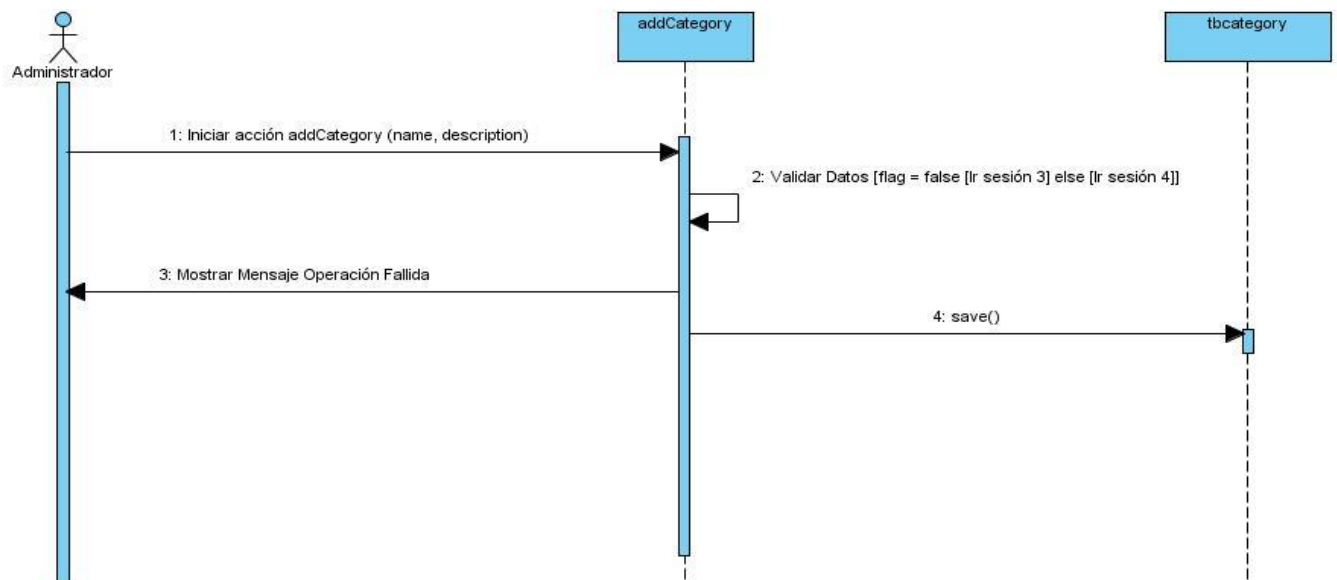 addCategory
tbcategory
Administrador
1: Iniciar acción addCategory (name, description)
2: Validar Datos [flag = false [Ir sesión 3] else [Ir sesión 4]]
3: Mostrar Mensaje Operación Fallida
4: save()